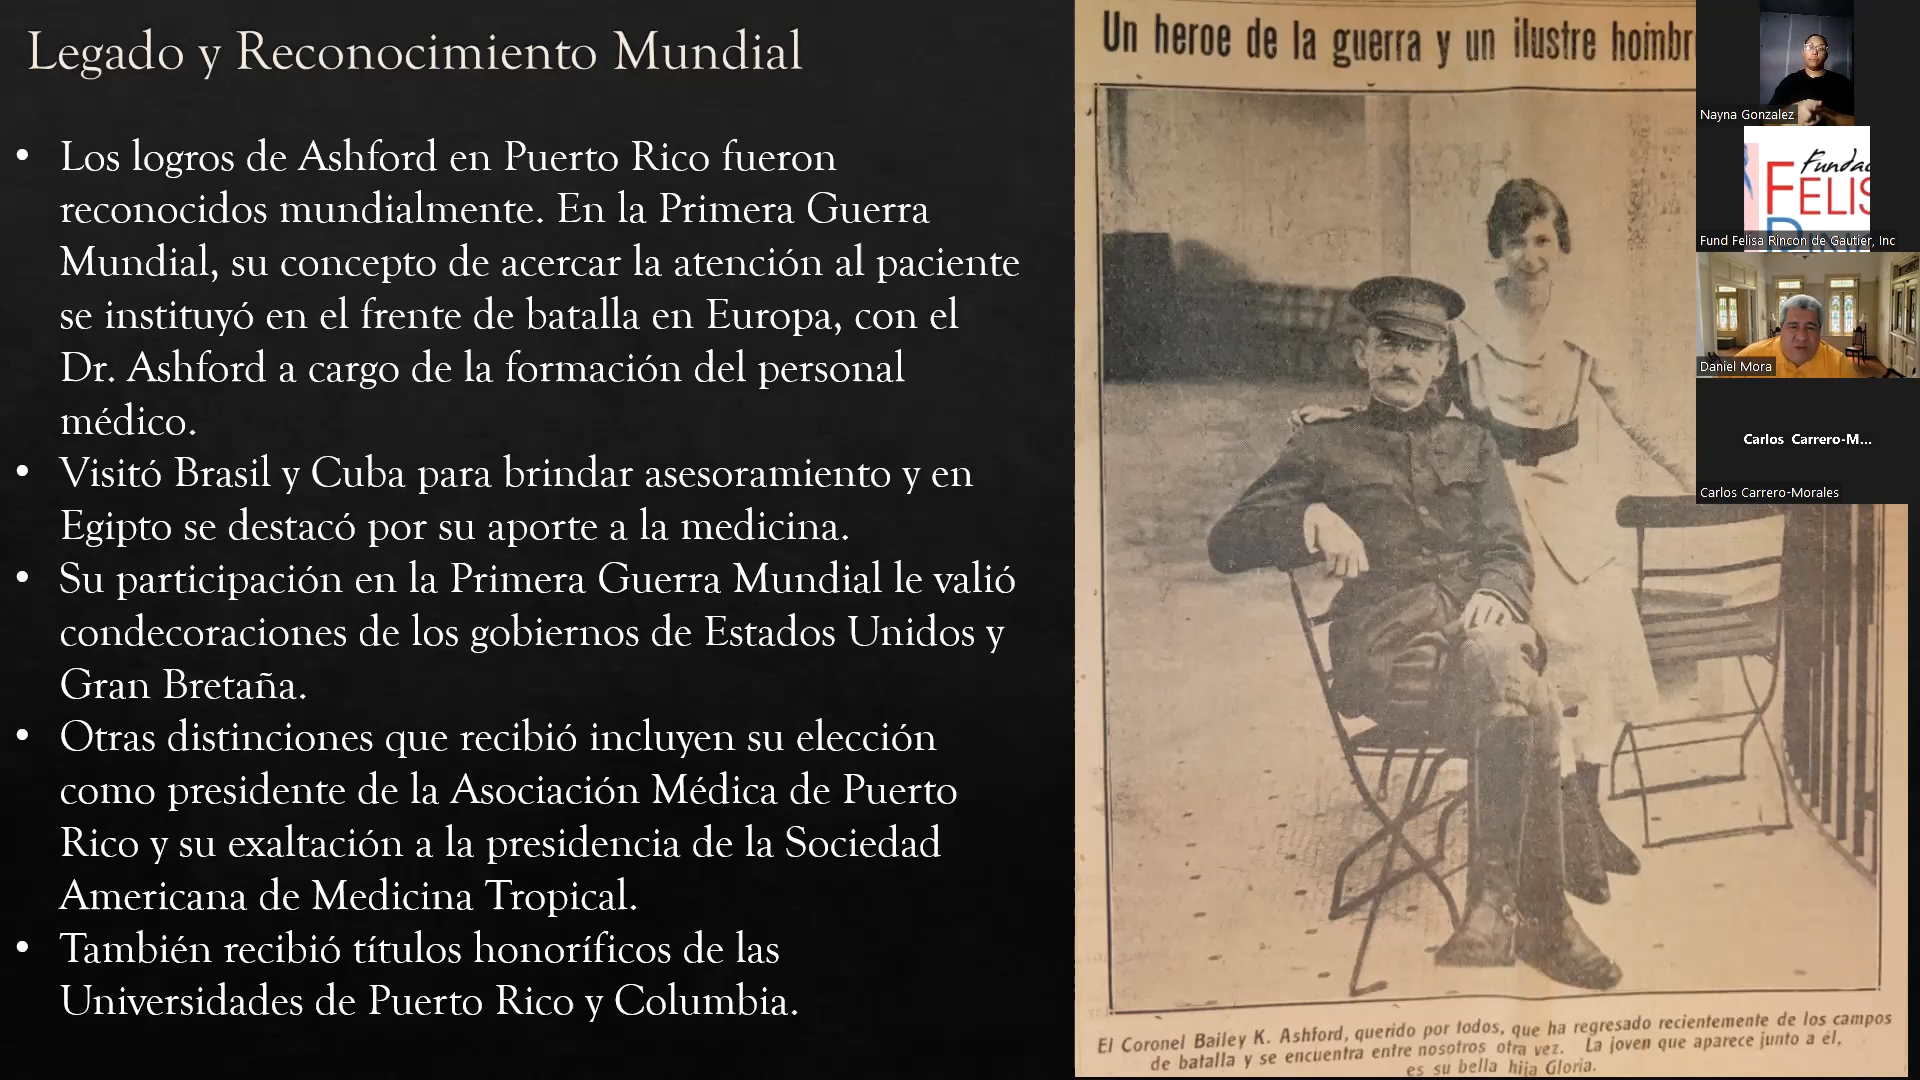 Legado y Reconocimiento Mundial
• Los logros de Ashford en Puerto Rico fueron
reconocidos mundialmente. En la Primera Guerra
Mundial, su concepto de acercar la atención al paciente
se instituyó en el frente de batalla en Europa, con el
Dr. Ashford a cargo de la formación del personal
médico.
• Visitó Brasil y Cuba para brindar asesoramiento y en
Egipto se destacó por su aporte a la medicina.
• Su participación en la Primera Guerra Mundial le valió
condecoraciones de los gobiernos de Estados Unidos y
Gran Bretaña.
• Otras distinciones que recibió incluyen su elección
como presidente de la Asociación Médica de Puerto
Rico y su exaltación a la presidencia de la Sociedad
Americana de Medicina Tropical.
• También recibió títulos honoríficos de las
Universidades de Puerto Rico y Columbia.
Un heroe de la guerra y un ilustre hombr
El Coronel Bailey K. Ashford, querido por todos, que ha regresado recientemente de los campos
de batalla y se encuentra entre nosotros otra vez. La joven que aparece junto a él,
es su bella hija Gloria.
Nayna Gonzalez
Fundac
FELIS
Fund Felisa Rincon de Gautier, Inc
Daniel Mora
Carlos Carrero-M...
Carlos Carrero-Morales